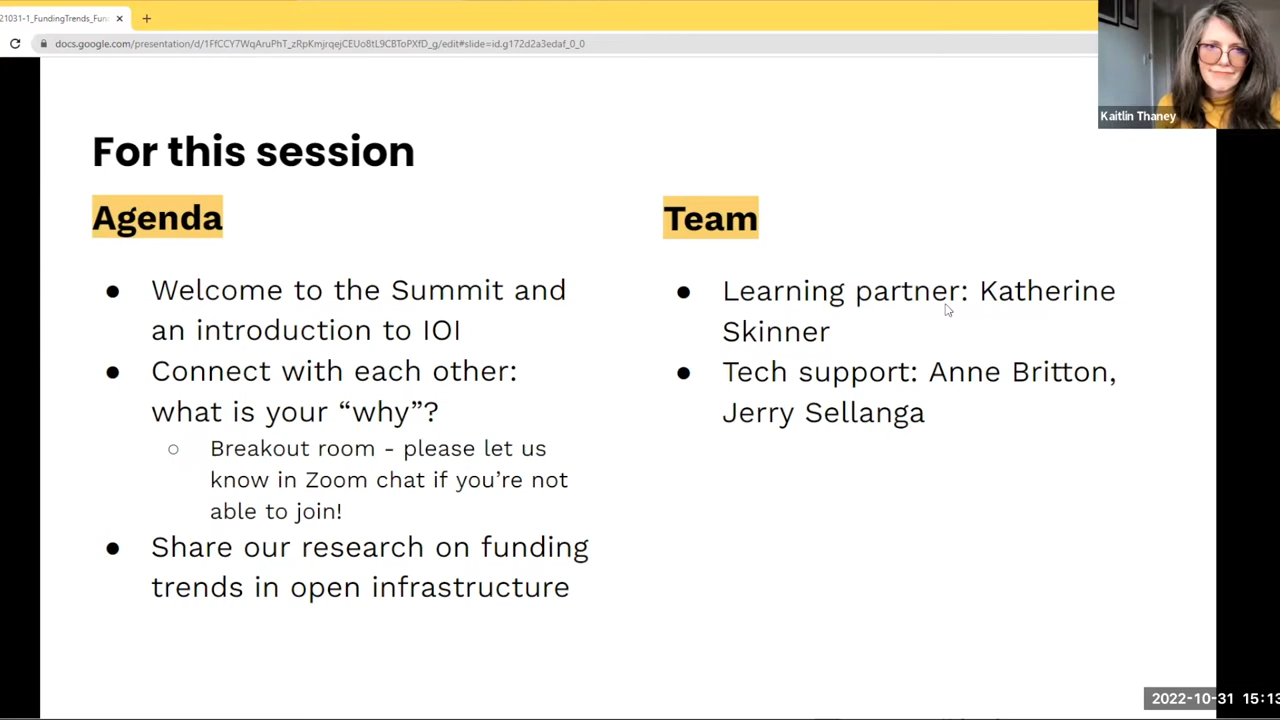 21031-1_FundingTrends_Fun
docs.google.com/presentation/d/1FfCCY7WqAruPhT_zRpKmjrqejCEUo8tL9CBToPXfD_g/edit#slide=id.g172d2a3edaf_0_0
Kaitlin Thaney
For this session
Agenda
● Welcome to the Summit and
an introduction to IOI
● Connect with each other:
what is your “why”?
○ Breakout room - please let us
know in Zoom chat if you’re not
able to join!
● Share our research on funding
trends in open infrastructure
Team
● Learning partner: Katherine
Skinner
● Tech support: Anne Britton,
Jerry Sellanga
2022-10-31 15:13